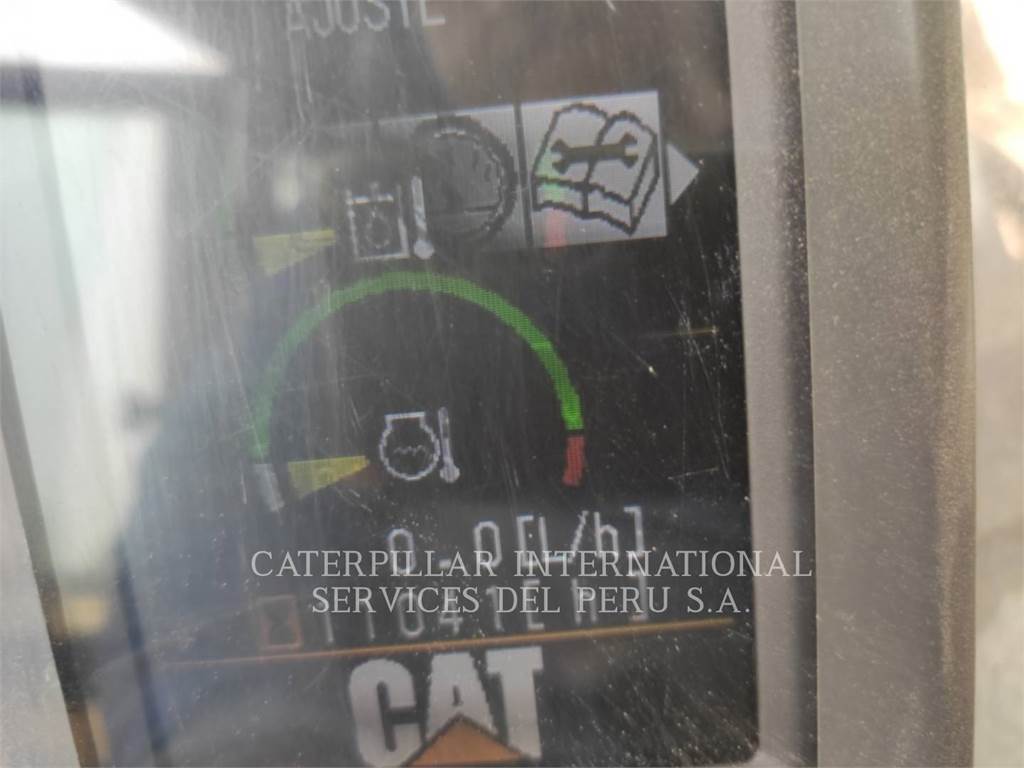 AJUSTE
0.0[L/h]
CATERPILLAR INTERNATIONAL
SERVICES DEL PERU S.A.
CAT